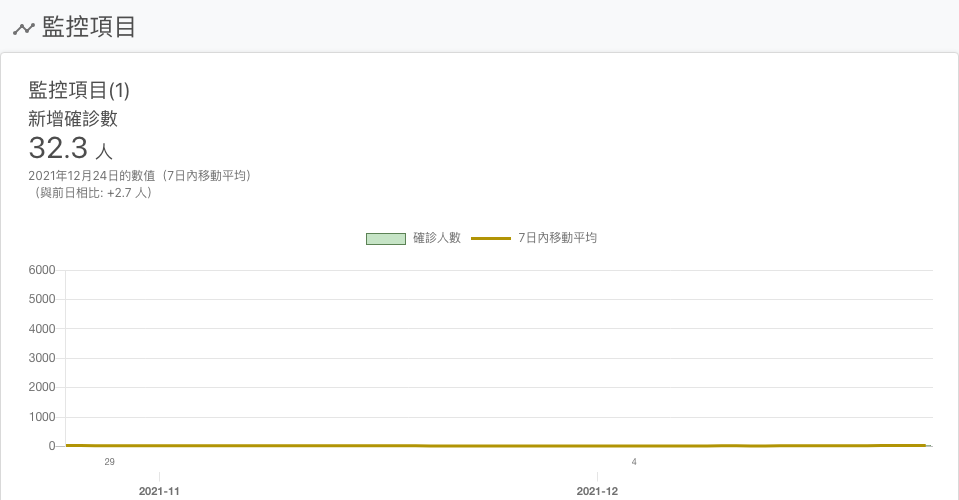 監控項目
監控項目(1)
新增確診數
32.3 人
2021年12月24日的數值（7日內移動平均）
（與前日相比: +2.7 人）
確診人數 7日內移動平均
6000
5000
4000
3000
2000
1000
0
29 4
2021-11 2021-12